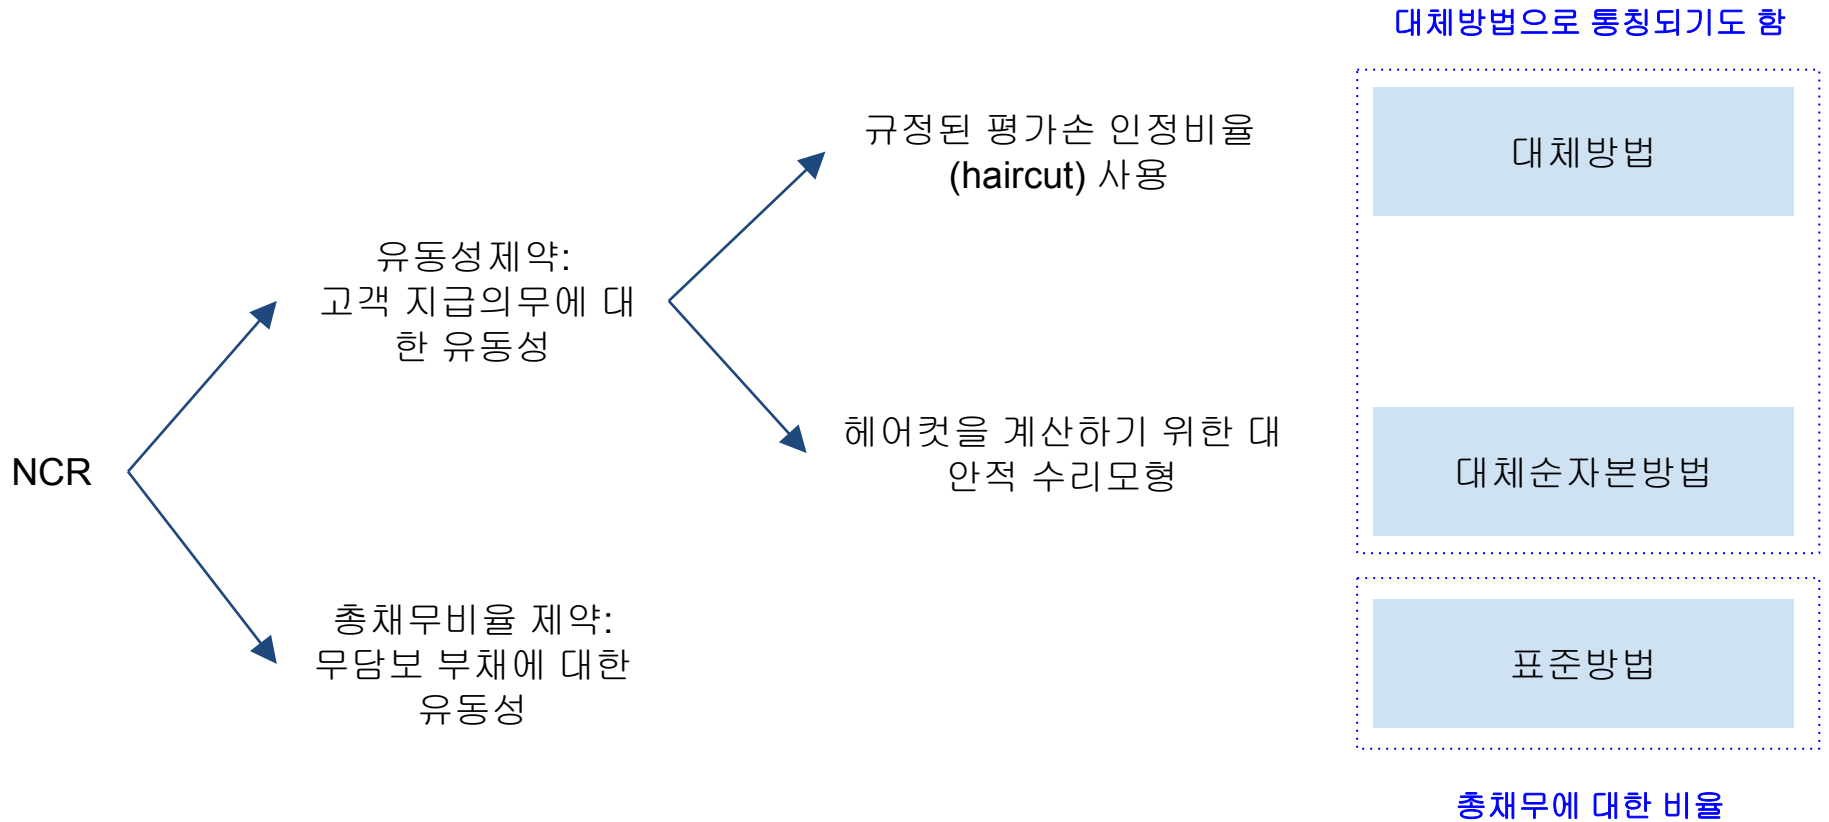 대체방법으로 통칭되기도 함
규정된 평가손 인정비율
(haircut) 사용
대체방법
유동성제약:
고객 지급의무에 대
한 유동성
NCR
헤어컷을 계산하기 위한 대
안적 수리모형
대체순자본방법
총채무비율 제약:
무담보 부채에 대한
유동성
표준방법
총채무에 대한 비율